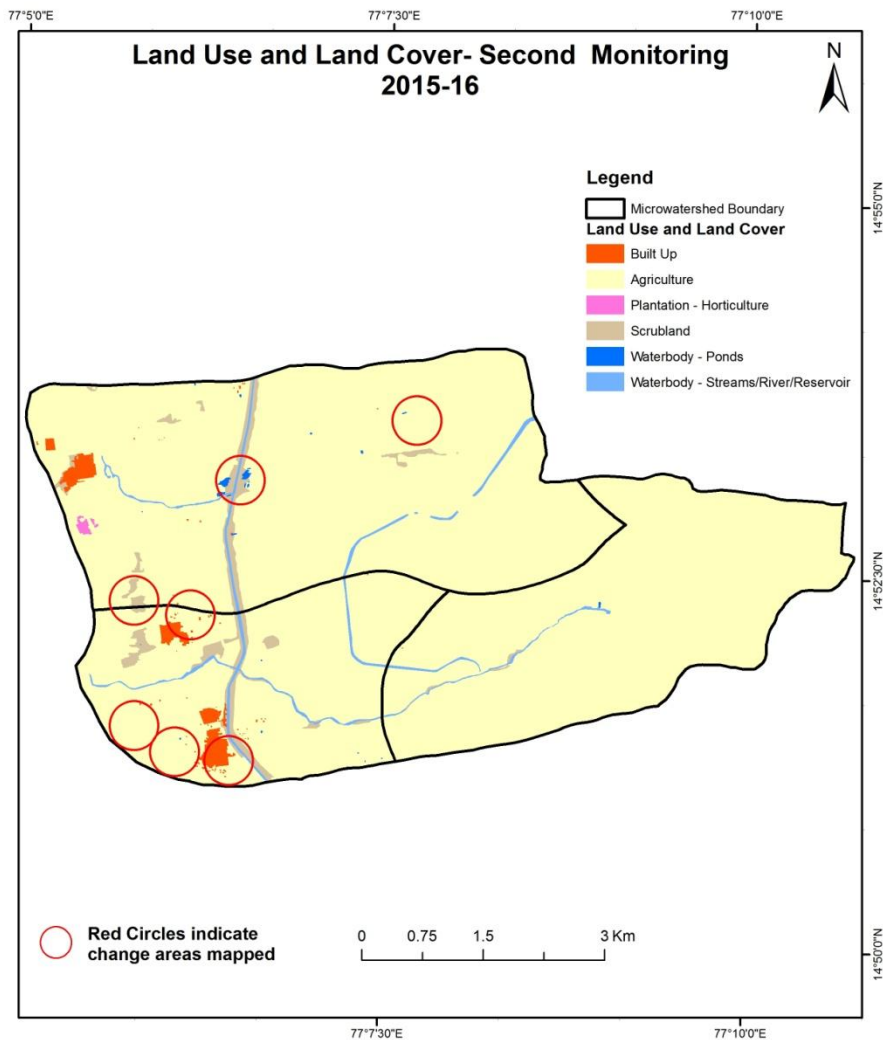 77°5'0"E
77°7'30"E
77°10'0"E
Land Use and Land Cover- Second Monitoring
2015-16
N
Legend
Microwatershed Boundary
Land Use and Land Cover
Built Up
Agriculture
Plantation - Horticulture
Scrubland
Waterbody - Ponds
Waterbody - Streams/River/Reservoir
14°55'0"N
14°52'30"N
14°50'0"N
Red Circles indicate
change areas mapped
0 0.75 1.5 3 Km
77°7'30"E
77°10'0"E